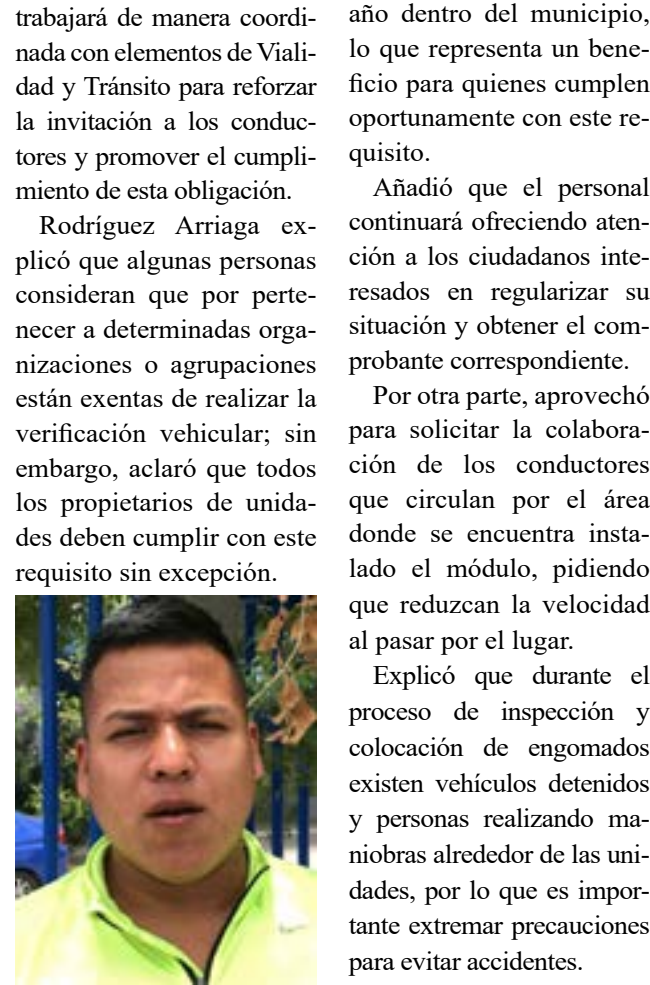 trabajará de manera coordi-
nada con elementos de Viali-
dad y Tránsito para reforzar
la invitación a los conduc-
tores y promover el cumpli-
miento de esta obligación.
Rodríguez Arriaga ex-
plicó que algunas personas
consideran que por perte-
necer a determinadas orga-
nizaciones o agrupaciones
están exentas de realizar la
verificación vehicular; sin
embargo, aclaró que todos
los propietarios de unida-
des deben cumplir con este
requisito sin excepción.
año dentro del municipio,
lo que representa un bene-
ficio para quienes cumplen
oportunamente con este re-
quisito.
Añadió que el personal
continuará ofreciendo aten-
ción a los ciudadanos inte-
resados en regularizar su
situación y obtener el com-
probante correspondiente.
Por otra parte, aprovechó
para solicitar la colabora-
ción de los conductores
que circulan por el área
donde se encuentra insta-
lado el módulo, pidiendo
que reduzcan la velocidad
al pasar por el lugar.
Explicó que durante el
proceso de inspección y
colocación de engomados
existen vehículos detenidos
y personas realizando ma-
niobras alrededor de las uni-
dades, por lo que es impor-
tante extremar precauciones
para evitar accidentes.